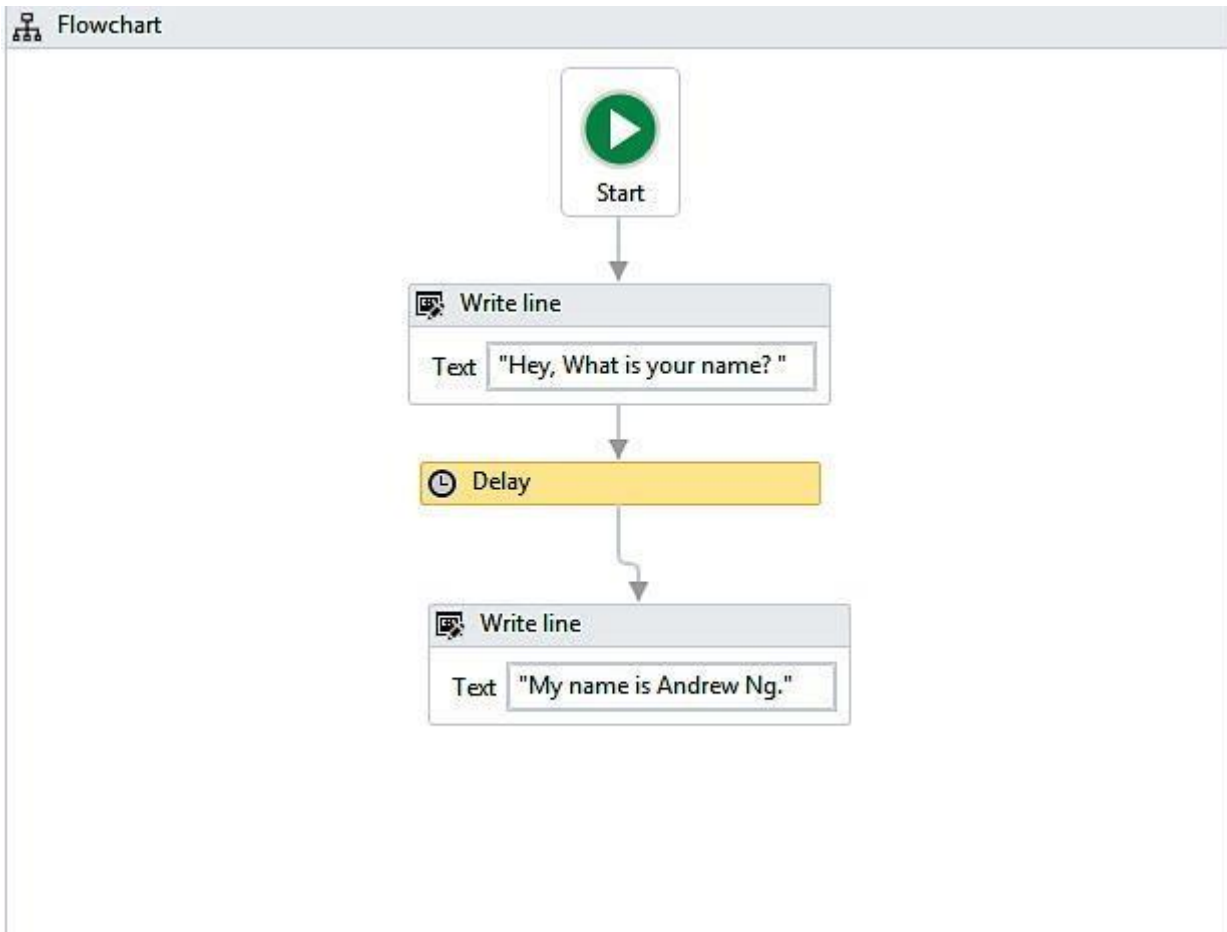 Flowchart
Start
Write line
Text "Hey, What is your name? "
Delay
Write line
Text "My name is Andrew Ng."